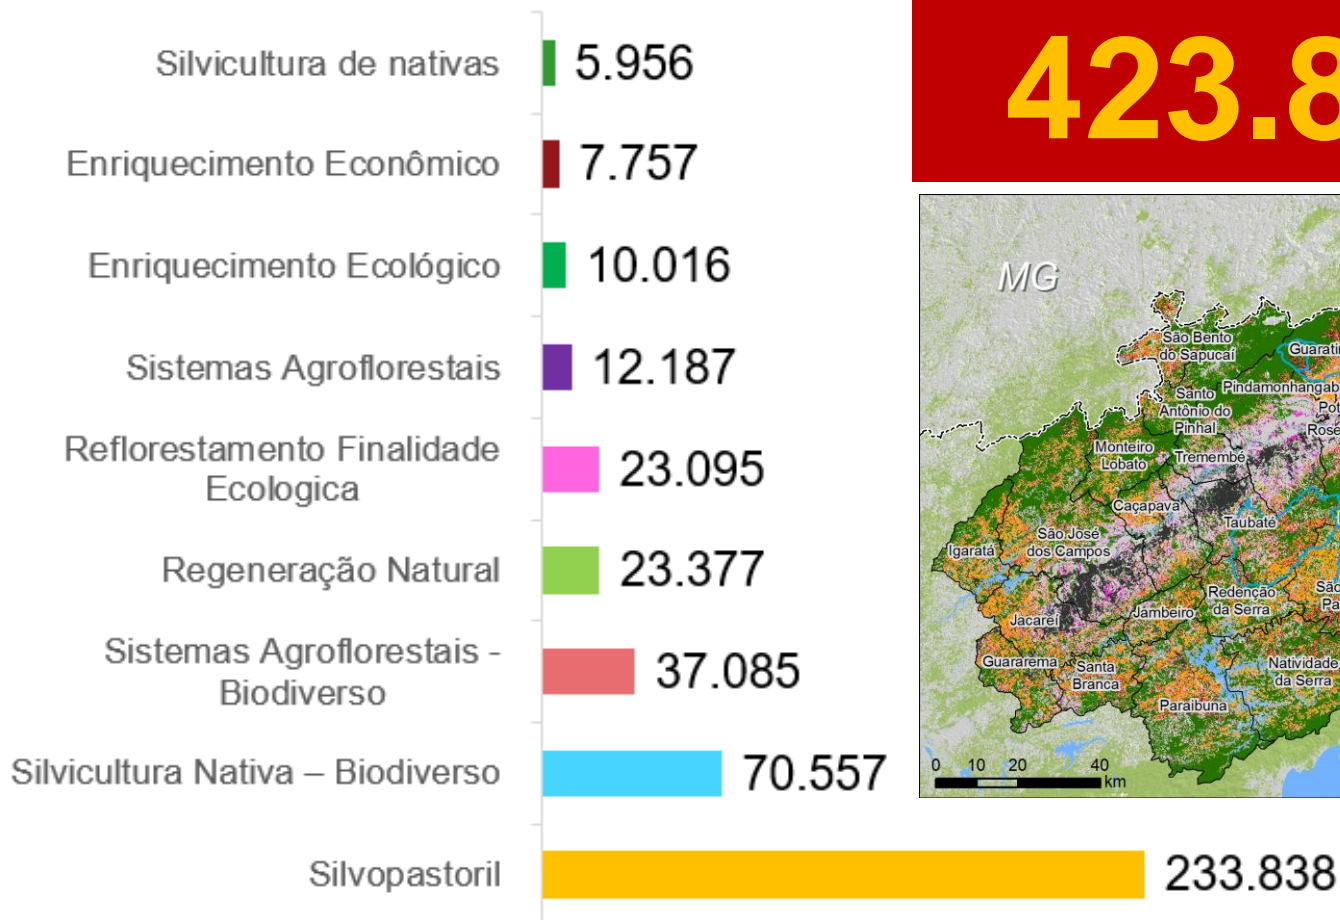 Silvicultura de nativas 5.956
Enriquecimento Econômico 7.757
Enriquecimento Ecológico 10.016
Sistemas Agroflorestais 12.187
Reflorestamento Finalidade
Ecologica 23.095
Regeneração Natural 23.377
Sistemas Agroflorestais -
Biodiverso 37.085
Silvicultura Nativa – Biodiverso 70.557
Silvopastoril 233.838
423.8
MG
São Bento
do Sapucaí
Santo
Antônio do
Pinhal
Monteiro
Lobato
Tremembé
Caçapava
Taubaté
São José
dos Campos
Igaratá
Redenção
da Serra
Jambeiro
Jacareí
Guararema
Santa
Branca
Natividade
da Serra
Paraibuna
0 10 20 40
km